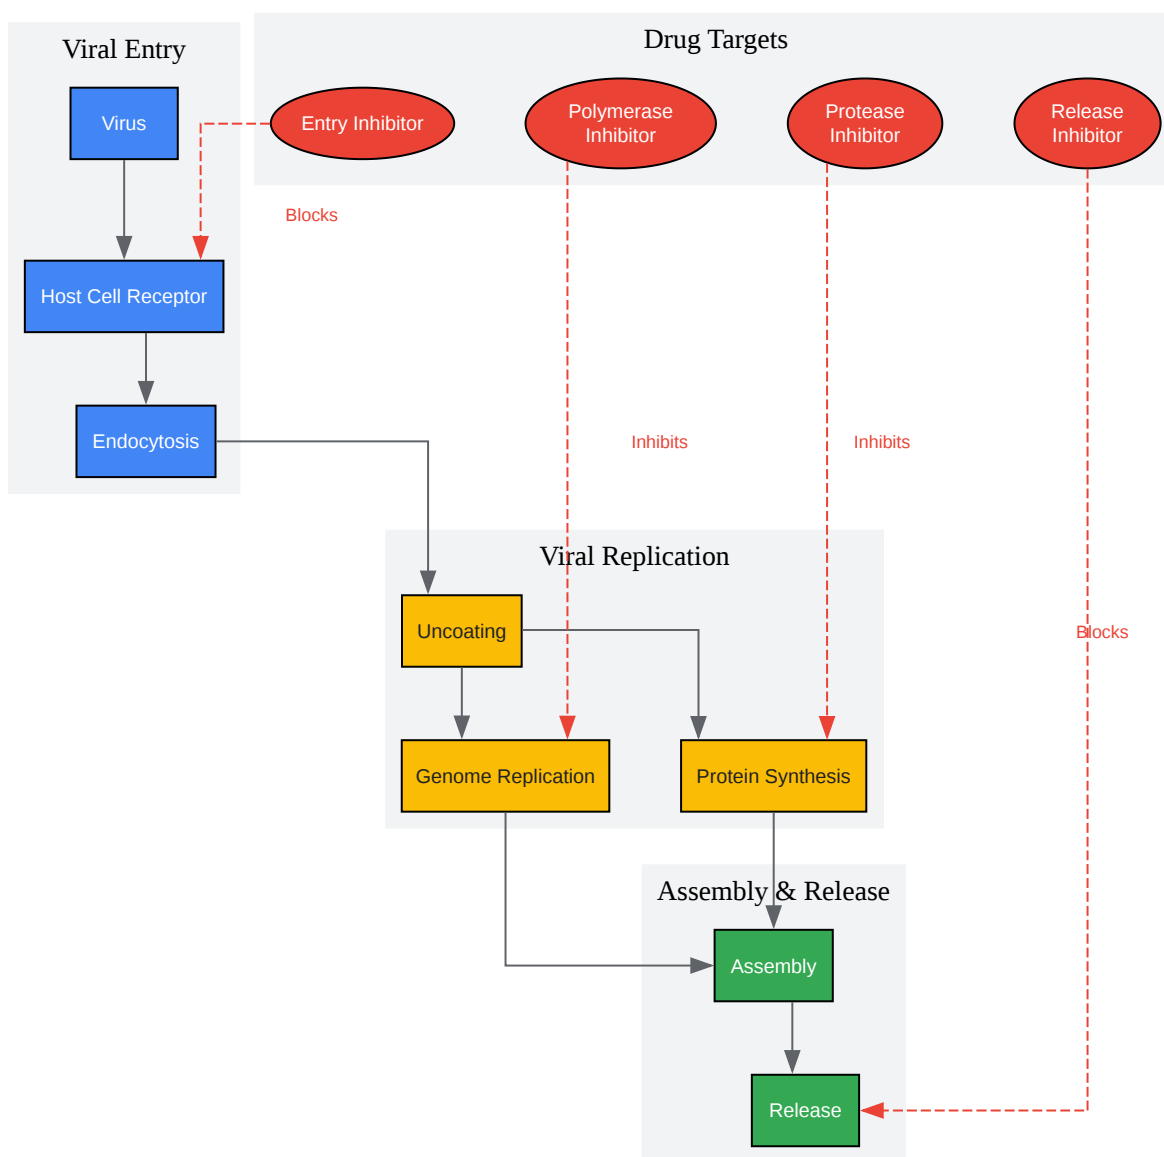 Viral Entry
Drug Targets
Virus
Entry Inhibitor
Polymerase
Inhibitor
Protease
Inhibitor
Release
Inhibitor
Blocks
Host Cell Receptor
Endocytosis
Inhibits
Inhibits
Viral Replication
Uncoating
Blocks
Genome Replication
Protein Synthesis
Assembly & Release
Assembly
Release